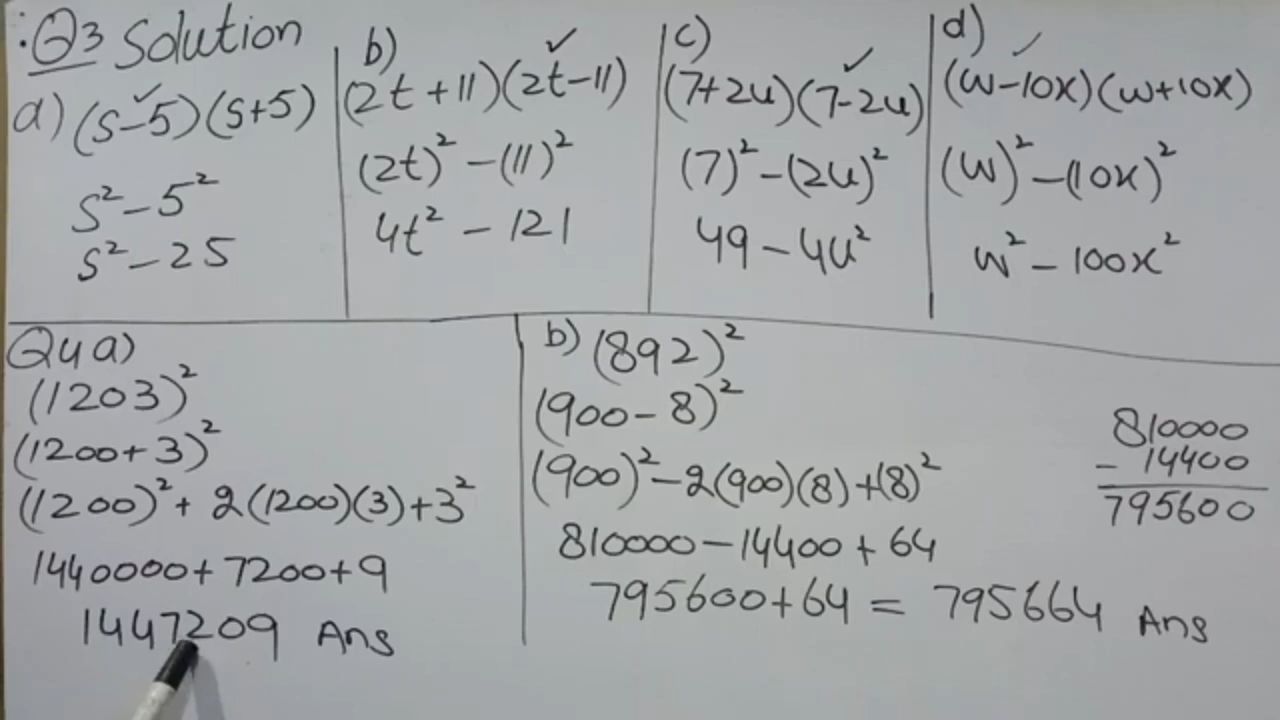 :Q3 Solution
a) (s-5)(s+5)
s² - 5²
s² - 25
b)
(2t + 11)(2t - 11)
(2t)² - (11)²
4t² - 121
c)
(7+2u)(7-2u)
(7)² - (2u)²
49 - 4u²
d)
(w-10x)(w+10x)
(w)² - (10x)²
w² - 100x²
Q4 a)
(1203)²
(1200+3)²
(1200)² + 2(1200)(3) + 3²
1440000 + 7200 + 9
1447209 Ans
b) (892)²
(900 - 8)²
(900)² - 2(900)(8) + (8)²
810000 - 14400 + 64
795600 + 64 = 795664 Ans
810000
- 14400
795600